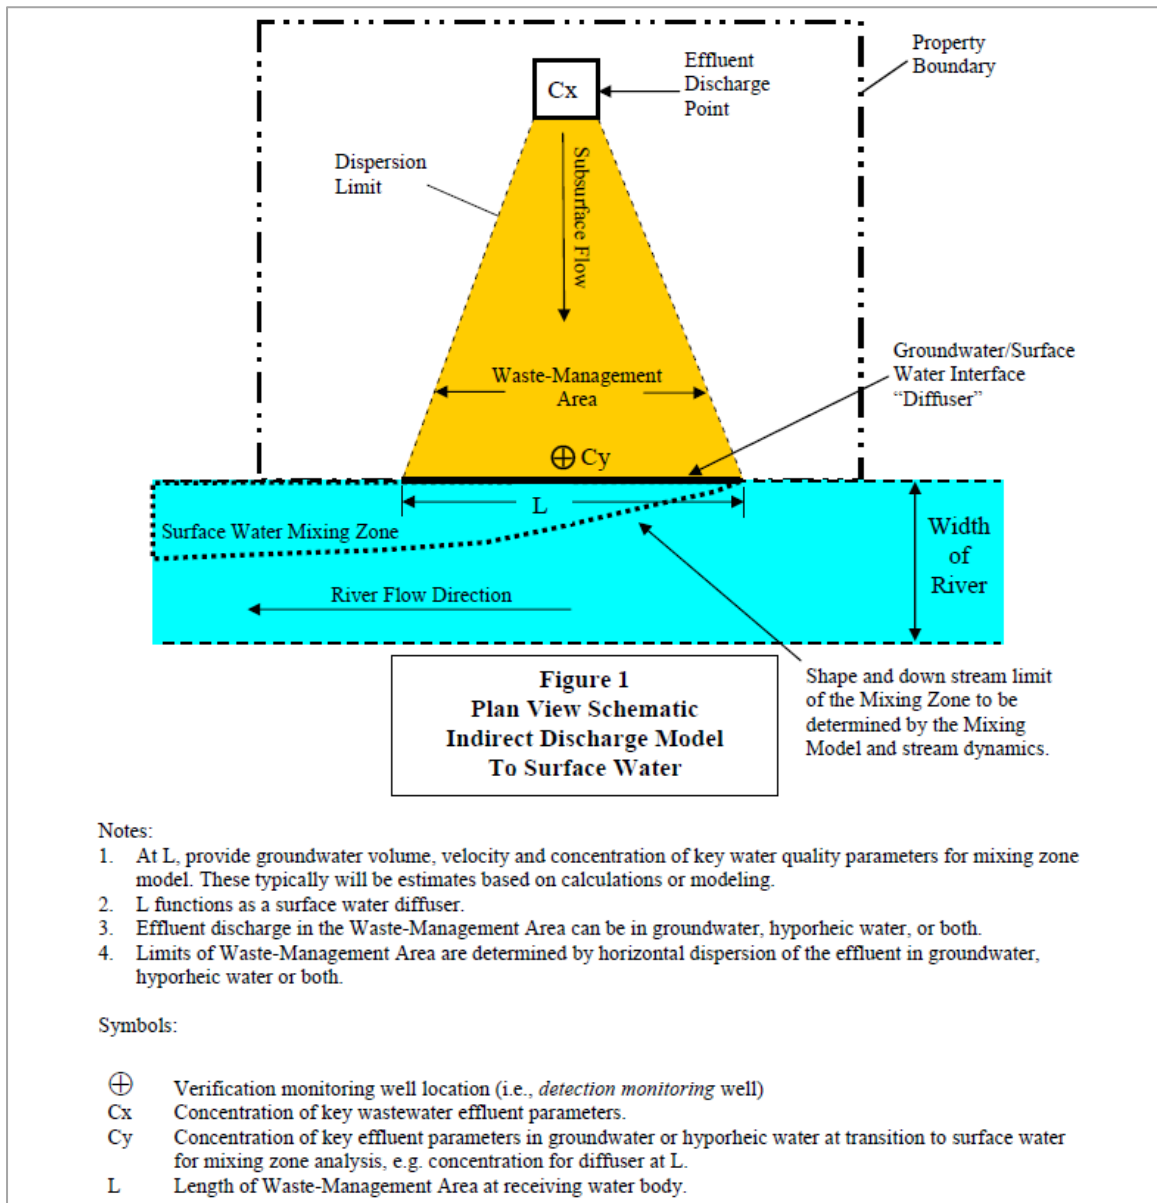 Property
Boundary
Effluent
Discharge
Point
Cx
Dispersion
Limit
Subsurface Flow
Groundwater/Surface
Water Interface
“Diffuser”
Waste-Management
Area
⊕ Cy
L
Surface Water Mixing Zone
Width
of
River
River Flow Direction
Shape and down stream limit
of the Mixing Zone to be
determined by the Mixing
Model and stream dynamics.
Figure 1
Plan View Schematic
Indirect Discharge Model
To Surface Water
Notes:
1. At L, provide groundwater volume, velocity and concentration of key water quality parameters for mixing zone
model. These typically will be estimates based on calculations or modeling.
2. L functions as a surface water diffuser.
3. Effluent discharge in the Waste-Management Area can be in groundwater, hyporheic water, or both.
4. Limits of Waste-Management Area are determined by horizontal dispersion of the effluent in groundwater,
hyporheic water or both.
Symbols:
⊕ Verification monitoring well location (i.e., detection monitoring well)
Cx Concentration of key wastewater effluent parameters.
Cy Concentration of key effluent parameters in groundwater or hyporheic water at transition to surface water
for mixing zone analysis, e.g. concentration for diffuser at L.
L Length of Waste-Management Area at receiving water body.